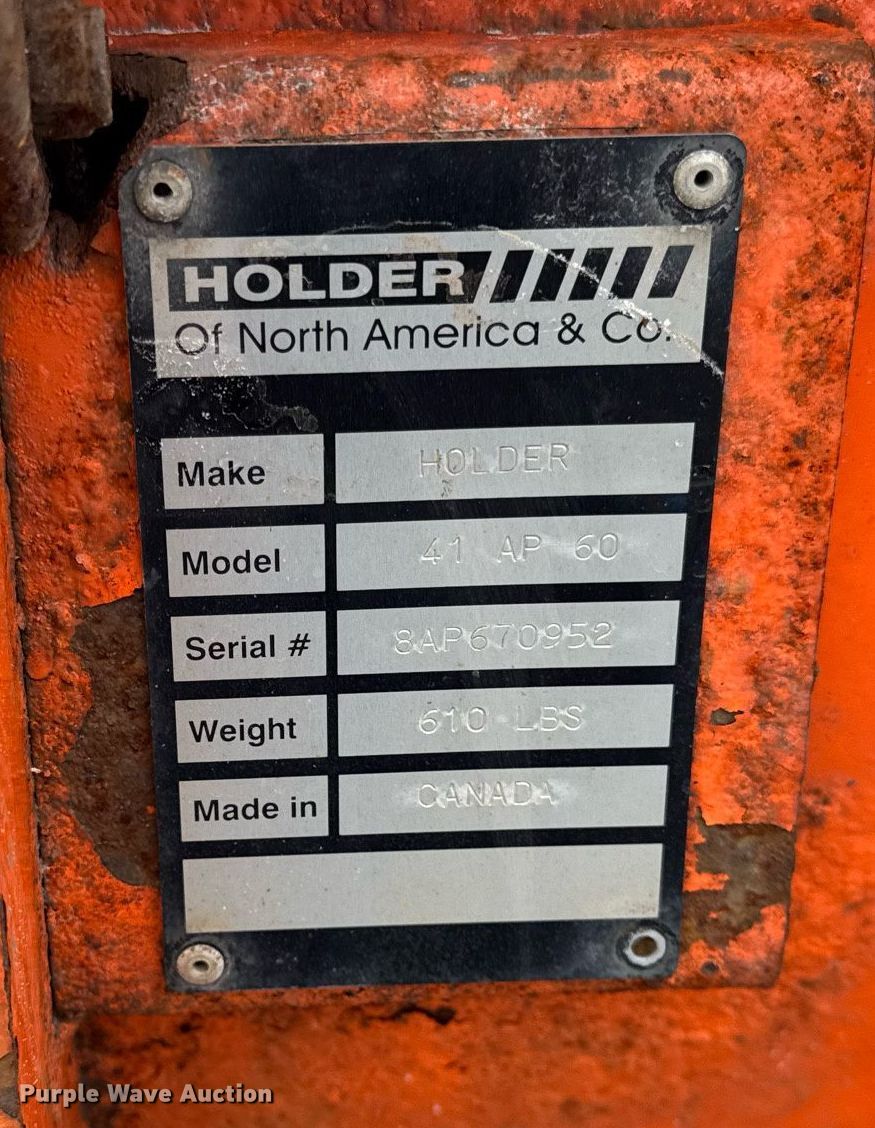 HOLDER
Of North America & Co.
Make HOLDER
Model 41 AP 60
Serial # 8AP670952
Weight 610 LBS
Made in CANADA
Purple Wave Auction